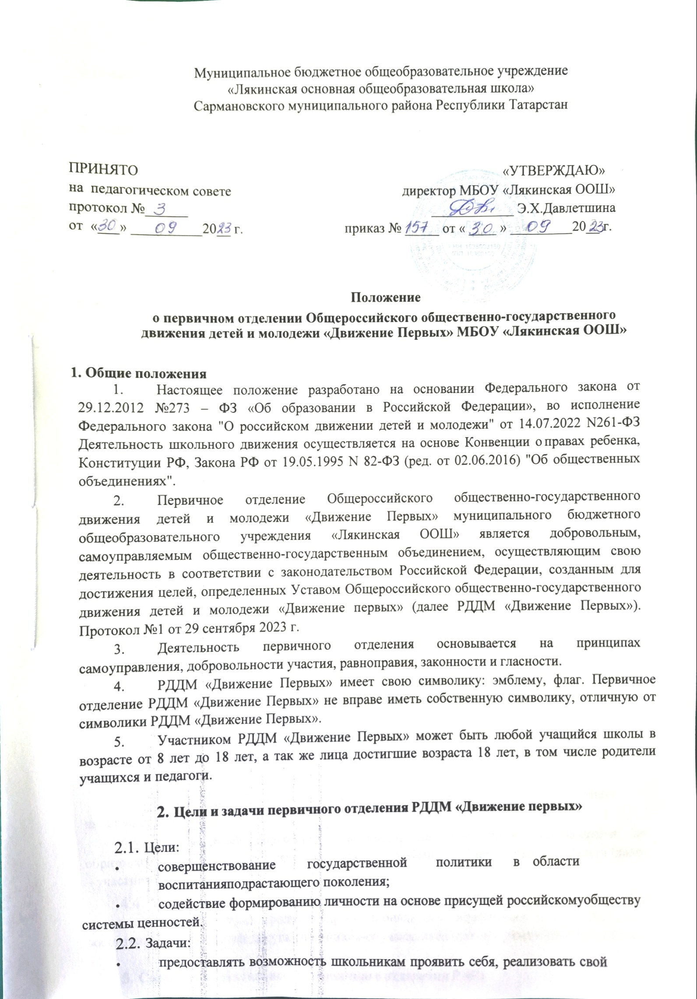 Муниципальное бюджетное общеобразовательное учреждение
«Лякинская основная общеобразовательная школа»
Сармановского муниципального района Республики Татарстан
ПРИНЯТО
на педагогическом совете
протокол № 3
от «30» 09 2023 г.
«УТВЕРЖДАЮ»
директор МБОУ «Лякинская ООШ»
Э.Х.Давлетшина
приказ № 157 от « 30 » 09 2023г.
Положение
о первичном отделении Общероссийского общественно-государственного
движения детей и молодежи «Движение Первых» МБОУ «Лякинская ООШ»
1. Общие положения
1. Настоящее положение разработано на основании Федерального закона от
29.12.2012 №273 – ФЗ «Об образовании в Российской Федерации», во исполнение
Федерального закона "О российском движении детей и молодежи" от 14.07.2022 N261-ФЗ
Деятельность школьного движения осуществляется на основе Конвенции о правах ребенка,
Конституции РФ, Закона РФ от 19.05.1995 N 82-ФЗ (ред. от 02.06.2016) "Об общественных
объединениях".
2. Первичное отделение Общероссийского общественно-государственного
движения детей и молодежи «Движение Первых» муниципального бюджетного
общеобразовательного учреждения «Лякинская ООШ» является добровольным,
самоуправляемым общественно-государственным объединением, осуществляющим свою
деятельность в соответствии с законодательством Российской Федерации, созданным для
достижения целей, определенных Уставом Общероссийского общественно-государственного
движения детей и молодежи «Движение первых» (далее РДДМ «Движение Первых»).
Протокол №1 от 29 сентября 2023 г.
3. Деятельность первичного отделения основывается на принципах
самоуправления, добровольности участия, равноправия, законности и гласности.
4. РДДМ «Движение Первых» имеет свою символику: эмблему, флаг. Первичное
отделение РДДМ «Движение Первых» не вправе иметь собственную символику, отличную от
символики РДДМ «Движение Первых».
5. Участником РДДМ «Движение Первых» может быть любой учащийся школы в
возрасте от 8 лет до 18 лет, а так же лица достигшие возраста 18 лет, в том числе родители
учащихся и педагоги.
2. Цели и задачи первичного отделения РДДМ «Движение первых»
2.1. Цели:
• совершенствование государственной политики в области
воспитанияподрастающего поколения;
• содействие формированию личности на основе присущей российскомуобществу
системы ценностей.
2.2. Задачи:
• предоставлять возможность школьникам проявить себя, реализовать свой